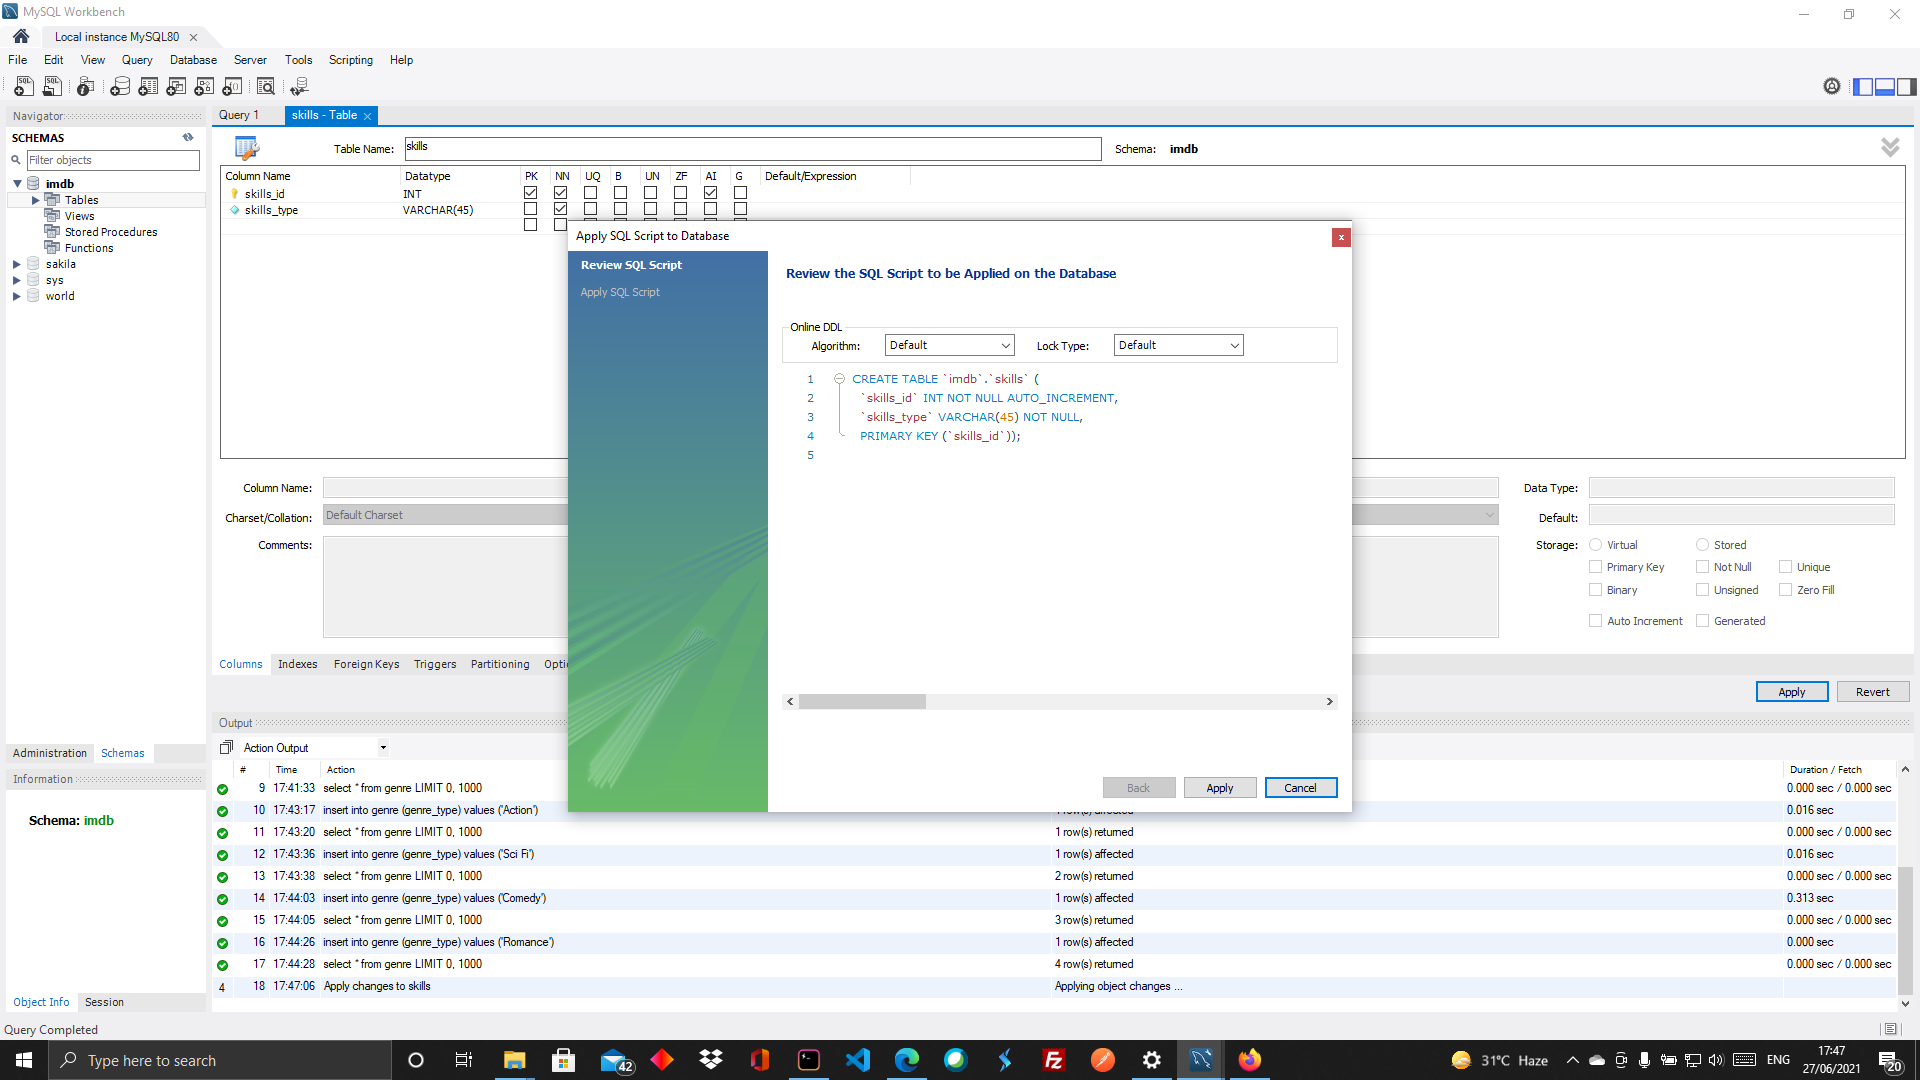 MySQL Workbench
Local instance MySQL80
File Edit View Query Database Server Tools Scripting Help
Navigator
SCHEMAS
Filter objects
imdb
Tables
Views
Stored Procedures
Functions
sakila
sys
world
Administration Schemas
Information
Schema: imdb
Object Info Session
Query 1 skills - Table
Table Name: skills Schema: imdb
Column Name Datatype PK NN UQ B UN ZF AI G Default/Expression
skills_id INT
skills_type VARCHAR(45)
Column Name: Data Type:
Charset/Collation: Default Charset Default:
Comments: Storage: Virtual Stored
Primary Key Not Null Unique
Binary Unsigned Zero Fill
Auto Increment Generated
Columns Indexes Foreign Keys Triggers Partitioning
Apply Revert
Apply SQL Script to Database
Review SQL Script
Apply SQL Script
Review the SQL Script to be Applied on the Database
Online DDL
Algorithm: Default Lock Type: Default
1 CREATE TABLE `imdb`.`skills` (
2 `skills_id` INT NOT NULL AUTO_INCREMENT,
3 `skills_type` VARCHAR(45) NOT NULL,
4 PRIMARY KEY (`skills_id`));
5
Back Apply Cancel
Output
Action Output
# Time Action Duration / Fetch
9 17:41:33 select * from genre LIMIT 0, 1000 0.000 sec / 0.000 sec
10 17:43:17 insert into genre (genre_type) values ('Action') 1 row(s) affected 0.016 sec
11 17:43:20 select * from genre LIMIT 0, 1000 1 row(s) returned 0.000 sec / 0.000 sec
12 17:43:36 insert into genre (genre_type) values ('Sci Fi') 1 row(s) affected 0.016 sec
13 17:43:38 select * from genre LIMIT 0, 1000 2 row(s) returned 0.000 sec / 0.000 sec
14 17:44:03 insert into genre (genre_type) values ('Comedy') 1 row(s) affected 0.313 sec
15 17:44:05 select * from genre LIMIT 0, 1000 3 row(s) returned 0.000 sec / 0.000 sec
16 17:44:26 insert into genre (genre_type) values ('Romance') 1 row(s) affected 0.000 sec
17 17:44:28 select * from genre LIMIT 0, 1000 4 row(s) returned 0.000 sec / 0.000 sec
4 18 17:47:06 Apply changes to skills Applying object changes ...
Query Completed
Type here to search
42
31°C Haze
ENG
17:47
27/06/2021
20